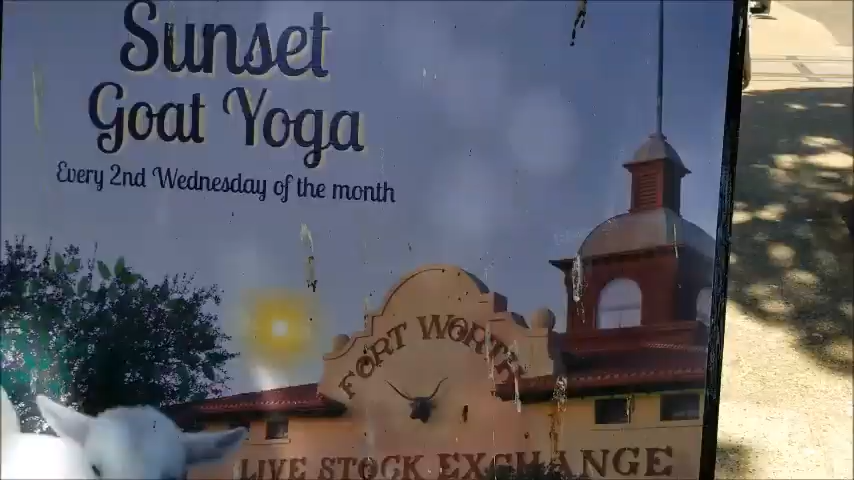 Sunset
Goat Yoga
Every 2nd Wednesday of the month
FORT WORTH
LIVE STOCK EXCHANGE